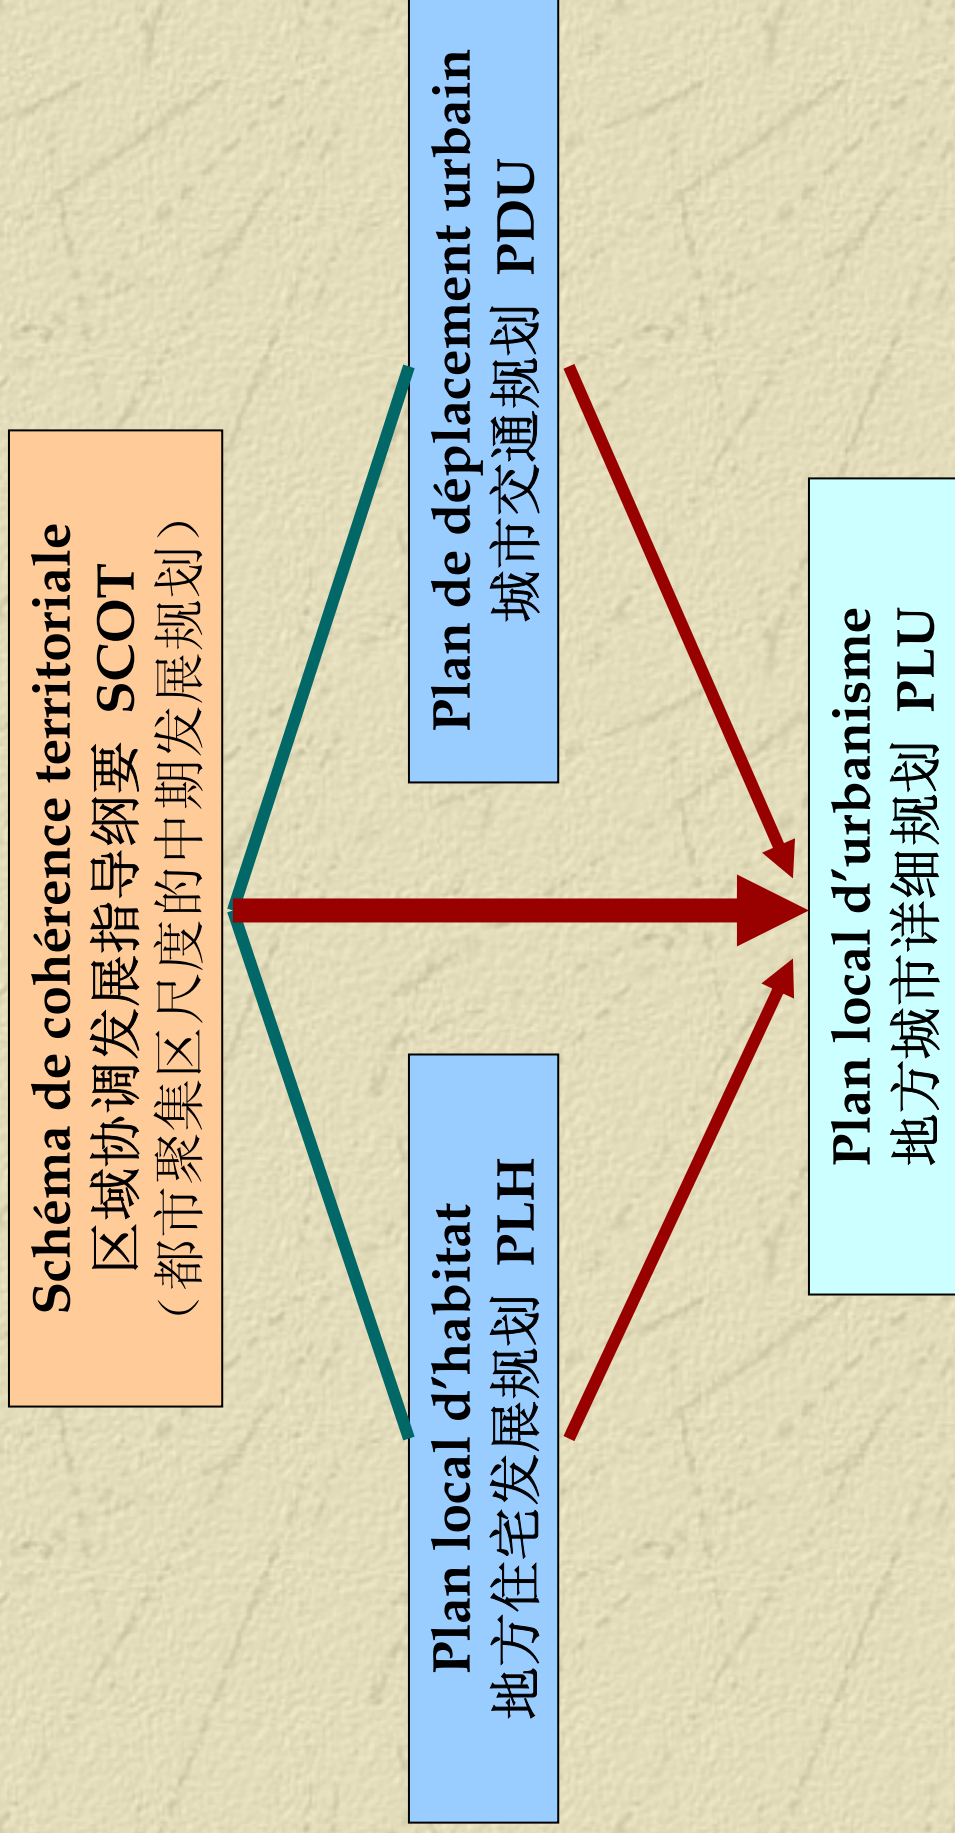 Schéma de cohérence territoriale
区域协调发展指导纲要 SCOT
（都市聚集区尺度的中期发展规划）
Plan local d’habitat
地方住宅发展规划 PLH
Plan de déplacement urbain
城市交通规划 PDU
Plan local d’urbanisme
地方城市详细规划 PLU